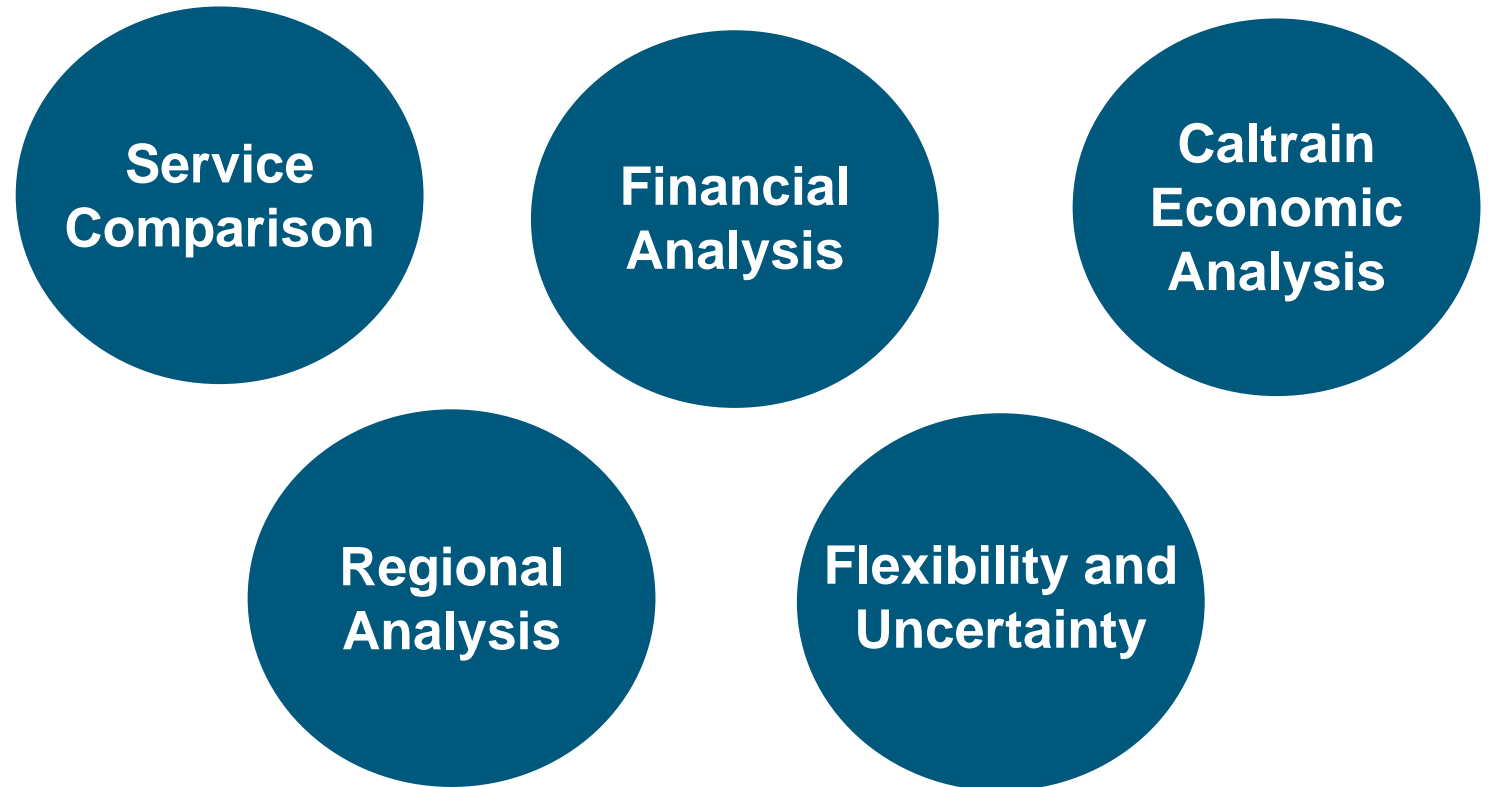 Service
Comparison
Financial
Analysis
Caltrain
Economic
Analysis
Regional
Analysis
Flexibility and
Uncertainty